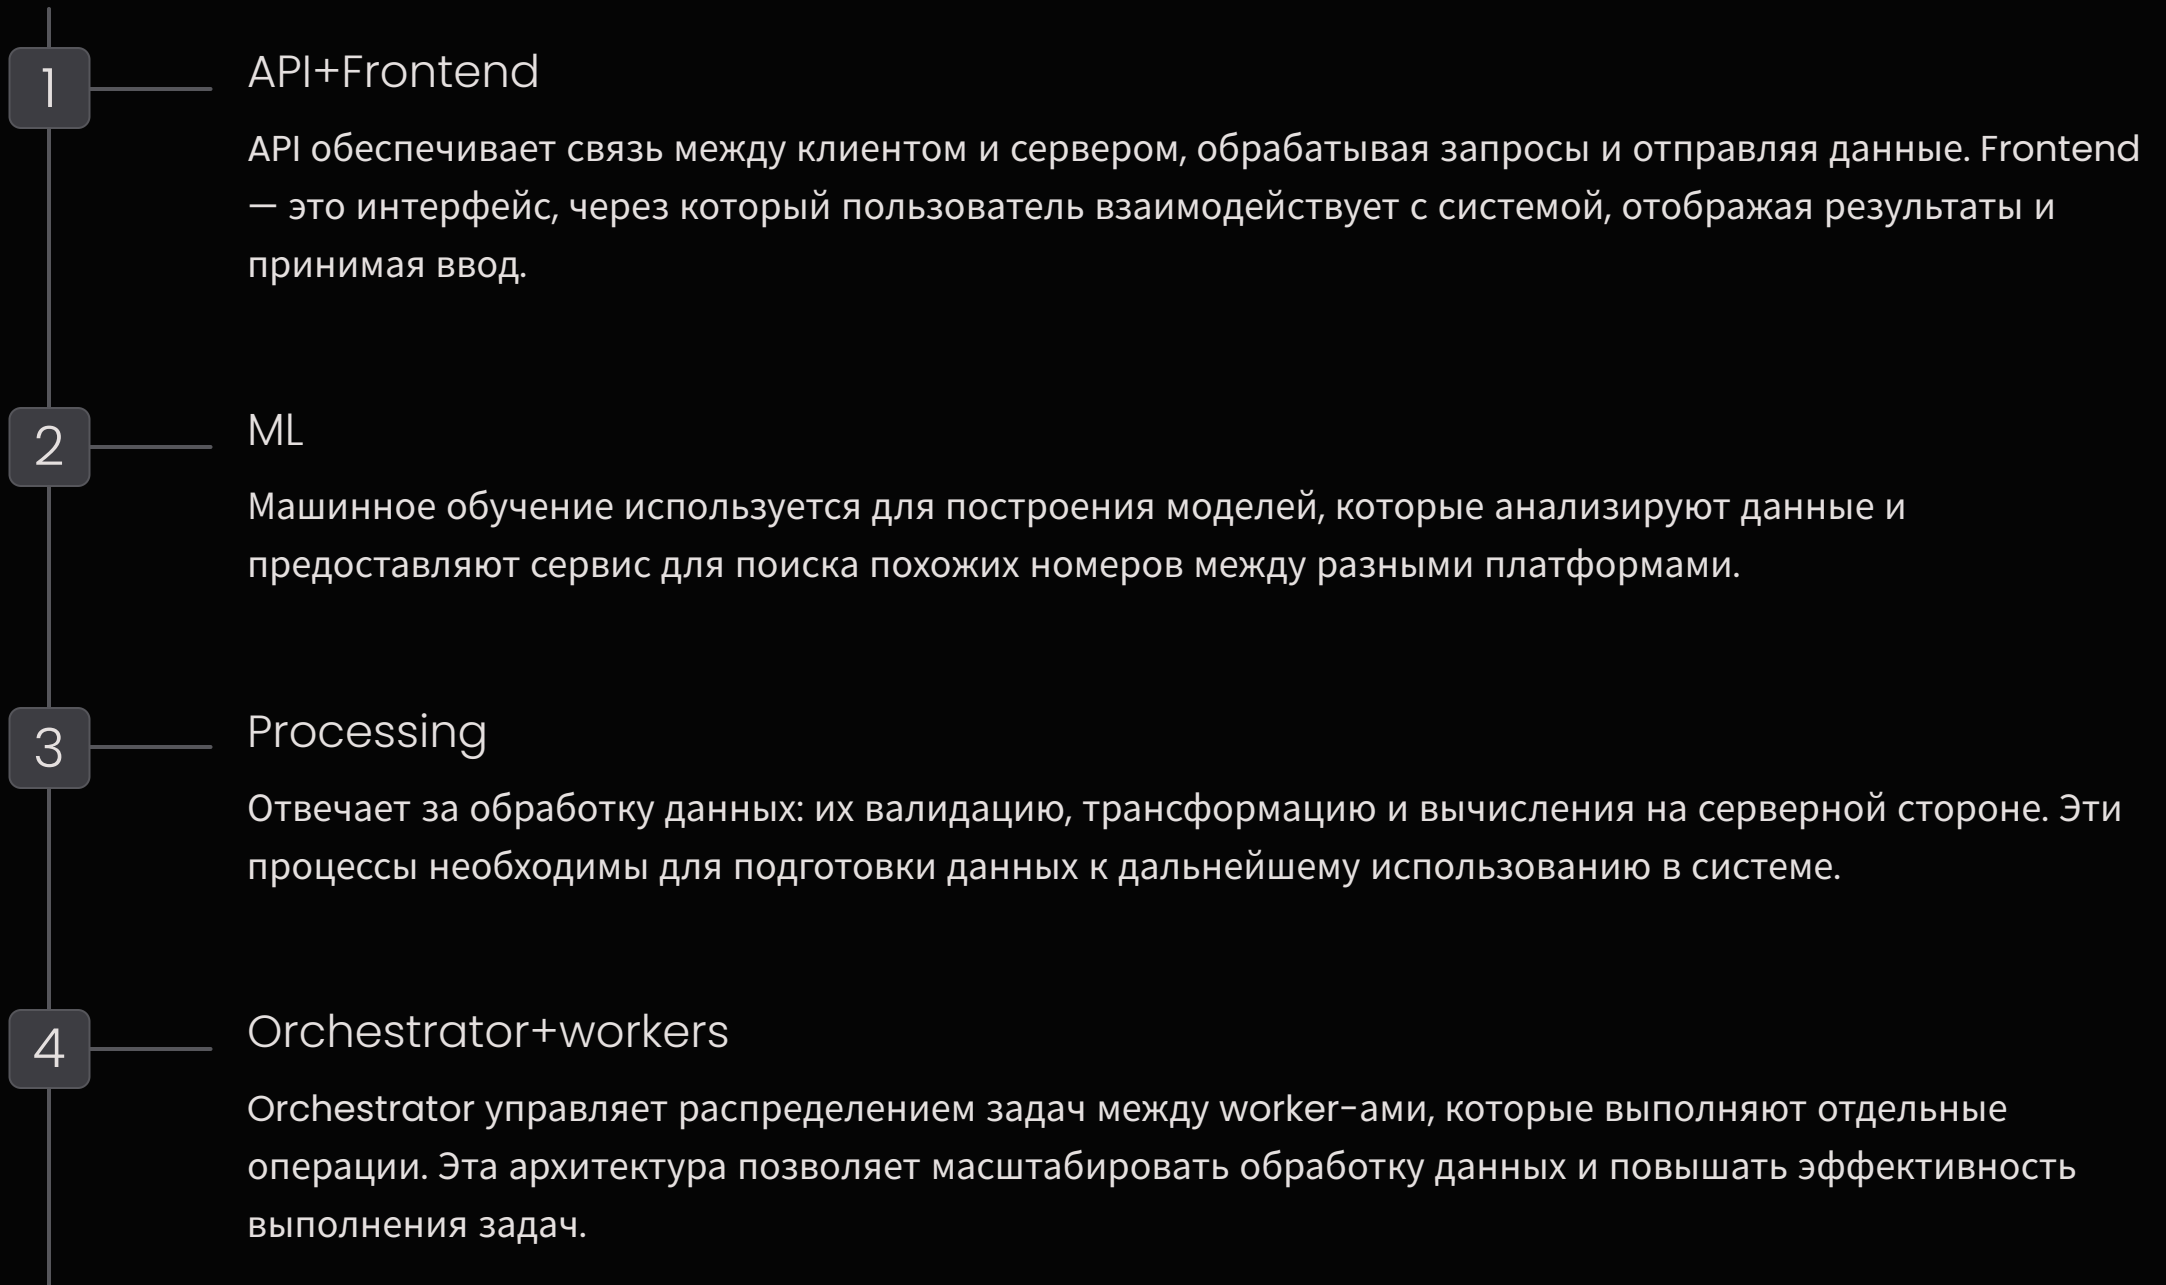 1
API+Frontend
API обеспечивает связь между клиентом и сервером, обрабатывая запросы и отправляя данные. Frontend
— это интерфейс, через который пользователь взаимодействует с системой, отображая результаты и
принимая ввод.
2
ML
Машинное обучение используется для построения моделей, которые анализируют данные и
предоставляют сервис для поиска похожих номеров между разными платформами.
3
Processing
Отвечает за обработку данных: их валидацию, трансформацию и вычисления на серверной стороне. Эти
процессы необходимы для подготовки данных к дальнейшему использованию в системе.
4
Orchestrator+workers
Orchestrator управляет распределением задач между worker-ами, которые выполняют отдельные
операции. Эта архитектура позволяет масштабировать обработку данных и повышать эффективность
выполнения задач.